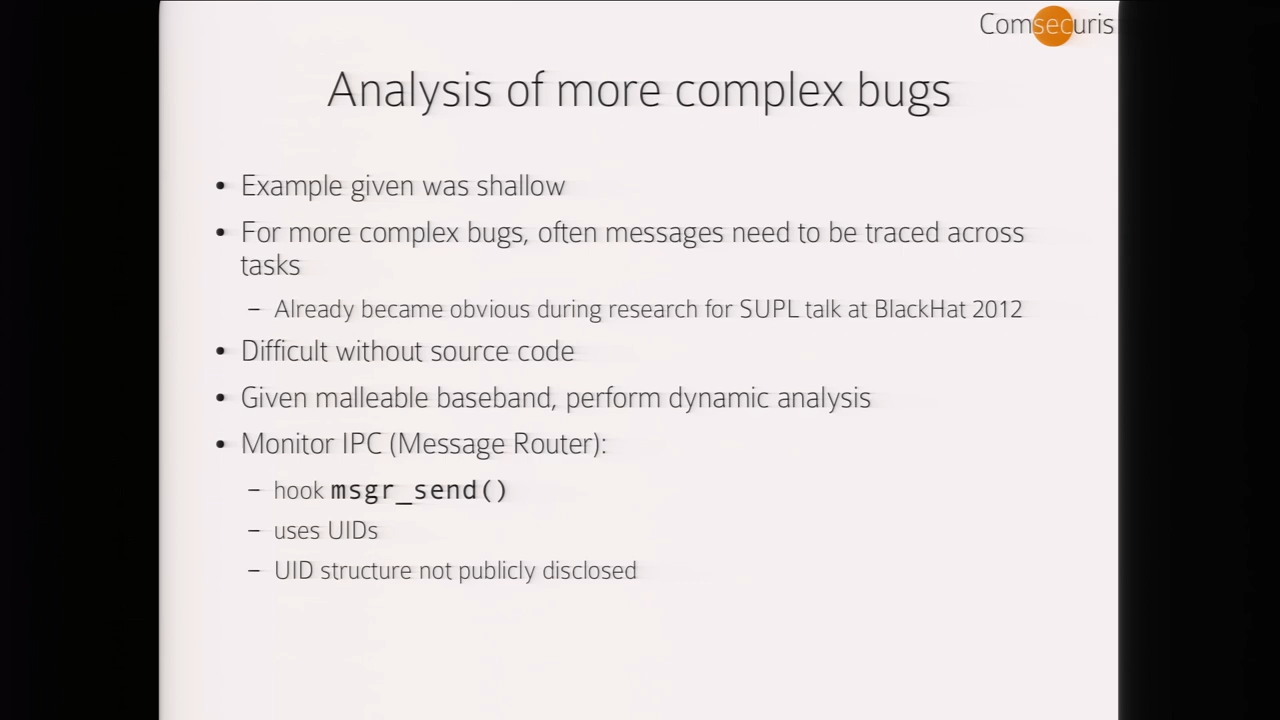 Comsecuris
Analysis of more complex bugs
• Example given was shallow
• For more complex bugs, often messages need to be traced across
tasks
– Already became obvious during research for SUPL talk at BlackHat 2012
• Difficult without source code
• Given malleable baseband, perform dynamic analysis
• Monitor IPC (Message Router):
– hook msgr_send()
– uses UIDs
– UID structure not publicly disclosed